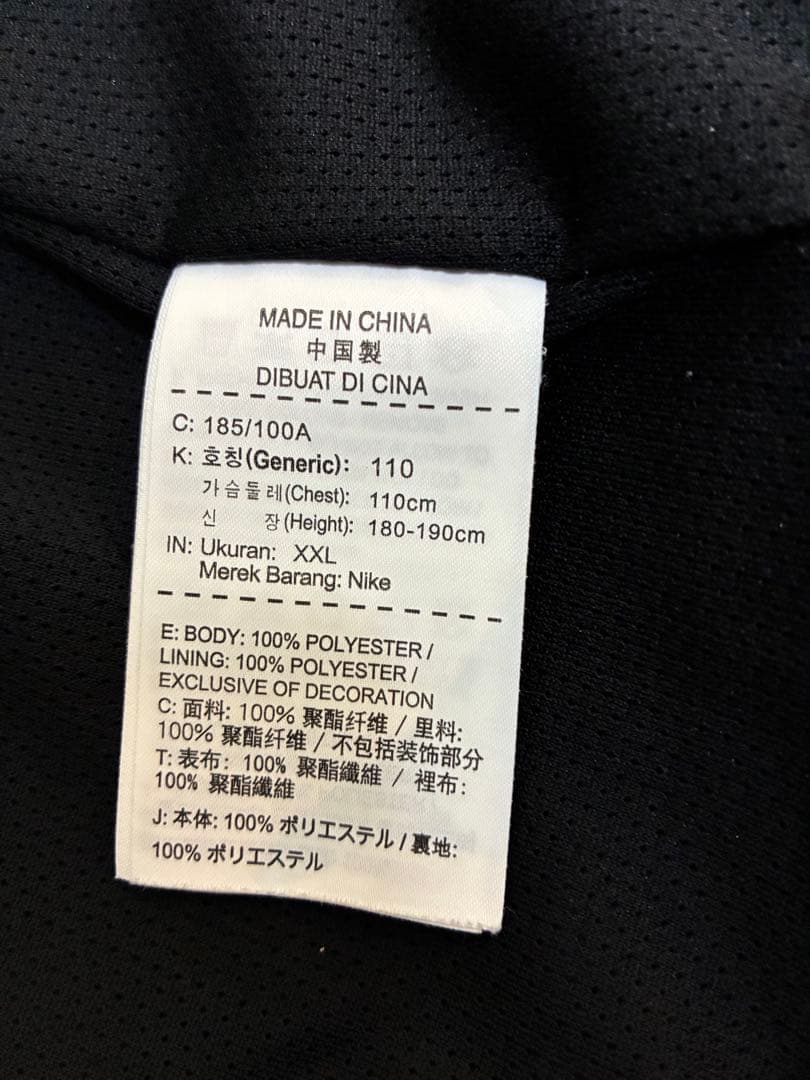 MADE IN CHINA
中国製
DIBUAT DI CINA
C: 185/100A
K: 호칭(Generic): 110
가슴둘레(Chest): 110cm
신 장(Height): 180-190cm
IN: Ukuran: XXL
Merek Barang: Nike
E: BODY: 100% POLYESTER /
LINING: 100% POLYESTER /
EXCLUSIVE OF DECORATION
C: 面料: 100% 聚酯纤维 / 里料:
100% 聚酯纤维 / 不包括装饰部分
T: 表布: 100% 聚酯纖維 / 裡布:
100% 聚酯纖維
J: 本体: 100% ポリエステル / 裏地:
100% ポリエステル